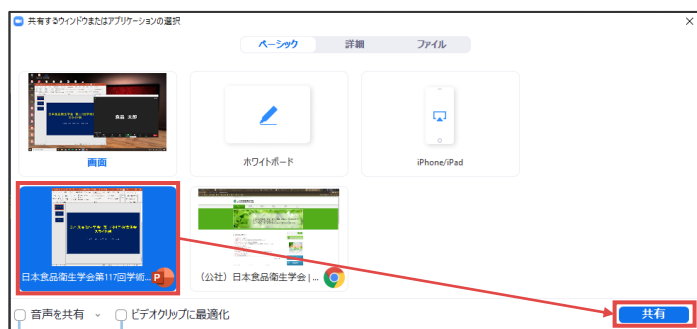 共有するウィンドウまたはアプリケーションの選択
ベーシック 詳細 ファイル
食品 太郎
画面
ホワイトボード
iPhone/iPad
日本食品衛生学会第117回学術...
(公社) 日本食品衛生学会 | ...
音声を共有
ビデオクリップに最適化
共有